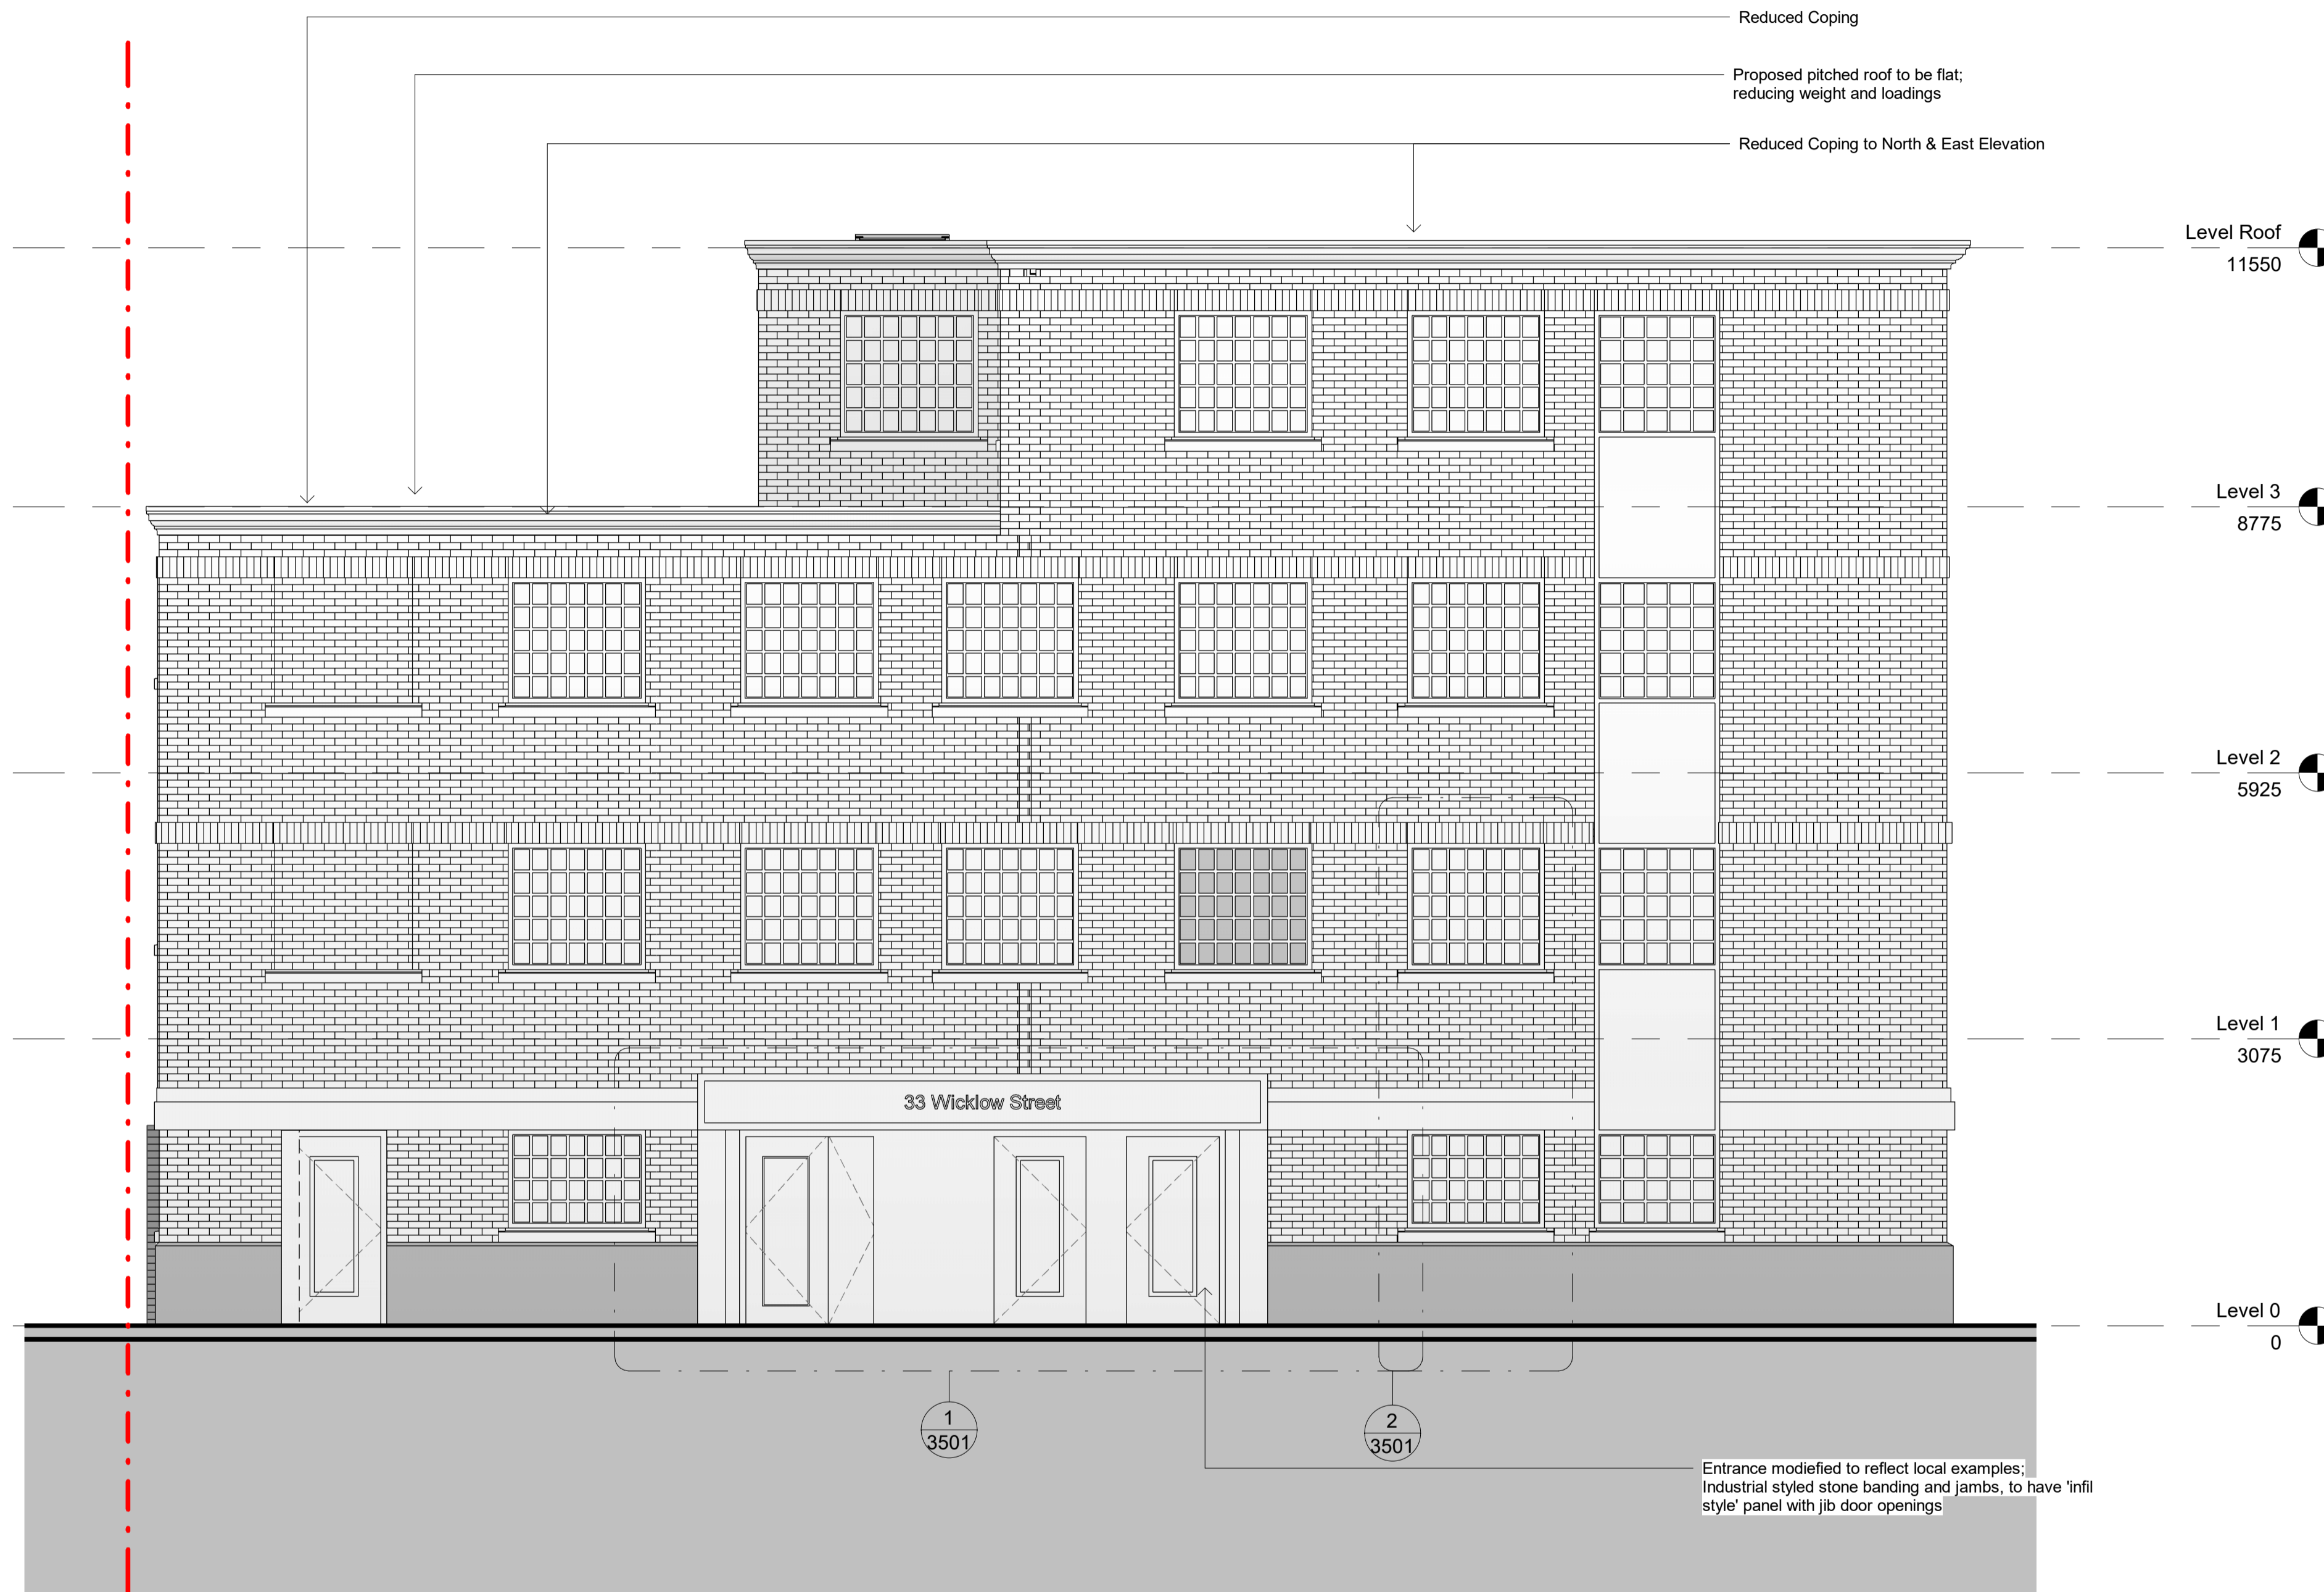 Reduced Coping
Proposed pitched roof to be flat;
reducing weight and loadings
Reduced Coping to North & East Elevation
Level Roof
11550
Level 3
8775
Level 2
5925
Level 1
3075
33 Wicklow Street
Level 0
0
1
3501
2
3501
Entrance modiefied to reflect local examples;
Industrial styled stone banding and jambs, to have 'infil
style' panel with jib door openings